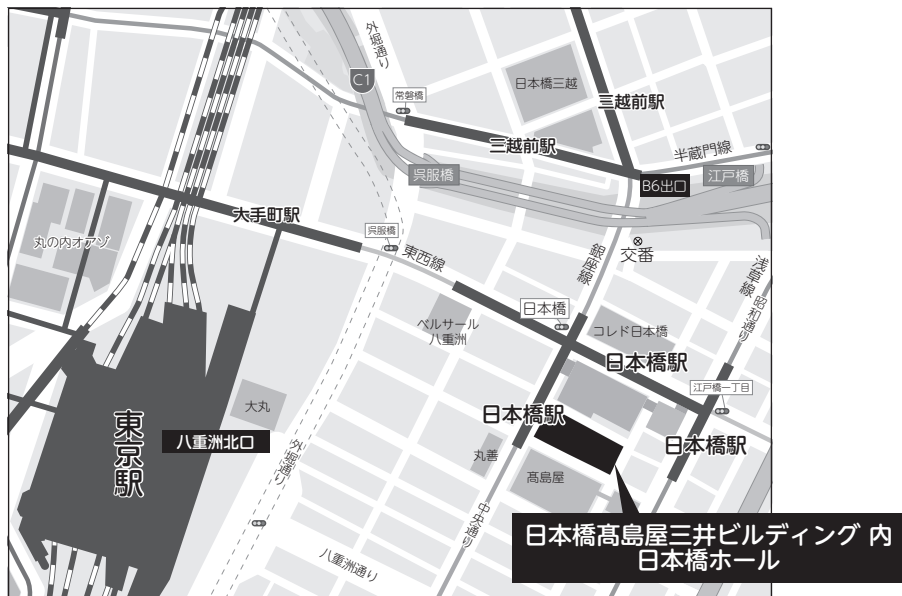 外堀通り
C1
常磐橋
日本橋三越
三越前駅
三越前駅
半蔵門線
呉服橋
B6出口
江戸橋
大手町駅
丸の内オアゾ
呉服橋
東西線
銀座線
交番
浅草線
昭和通り
日本橋
ベルサール
八重洲
コレド日本橋
日本橋駅
江戸橋一丁目
大丸
日本橋駅
東京駅
八重洲北口
丸善
日本橋駅
外堀通り
髙島屋
中央通り
八重洲通り
日本橋髙島屋三井ビルディング 内
日本橋ホール